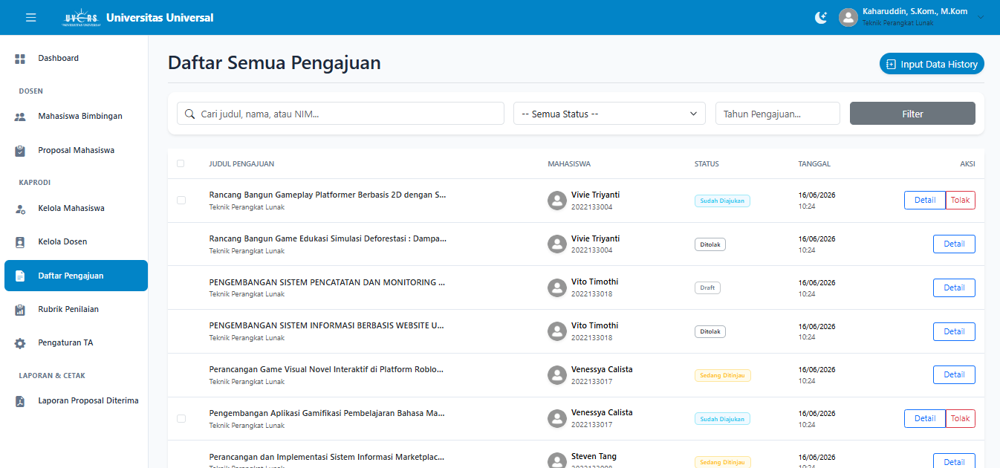 UVERS
UNIVERSITAS UNIVERSAL
Universitas Universal
Kaharuddin, S.Kom., M.Kom
Teknik Perangkat Lunak
Dashboard
DOSEN
Mahasiswa Bimbingan
Proposal Mahasiswa
KAPRODI
Kelola Mahasiswa
Kelola Dosen
Daftar Pengajuan
Rubrik Penilaian
Pengaturan TA
LAPORAN & CETAK
Laporan Proposal Diterima
Daftar Semua Pengajuan
Input Data History
Cari judul, nama, atau NIM...
-- Semua Status --
Tahun Pengajuan...
Filter
JUDUL PENGAJUAN MAHASISWA STATUS TANGGAL AKSI
Rancang Bangun Gameplay Platformer Berbasis 2D dengan S...
Teknik Perangkat Lunak
Vivie Triyanti
2022133004
Sudah Diajukan
16/06/2026
10:24
Detail Tolak
Rancang Bangun Game Edukasi Simulasi Deforestasi : Dampa...
Teknik Perangkat Lunak
Vivie Triyanti
2022133004
Ditolak
16/06/2026
10:24
Detail
PENGEMBANGAN SISTEM PENCATATAN DAN MONITORING ...
Teknik Perangkat Lunak
Vito Timothi
2022133018
Draft
16/06/2026
10:24
Detail
PENGEMBANGAN SISTEM INFORMASI BERBASIS WEBSITE U...
Teknik Perangkat Lunak
Vito Timothi
2022133018
Ditolak
16/06/2026
10:24
Detail
Perancangan Game Visual Novel Interaktif di Platform Roblo...
Teknik Perangkat Lunak
Venessya Calista
2022133017
Sedang Ditinjau
16/06/2026
10:24
Detail
Pengembangan Aplikasi Gamifikasi Pembelajaran Bahasa Ma...
Teknik Perangkat Lunak
Venessya Calista
2022133017
Sudah Diajukan
16/06/2026
10:24
Detail Tolak
Perancangan dan Implementasi Sistem Informasi Marketplac...
Teknik Perangkat Lunak
Steven Tang
Sedang Ditinjau
16/06/2026
10:24
Detail